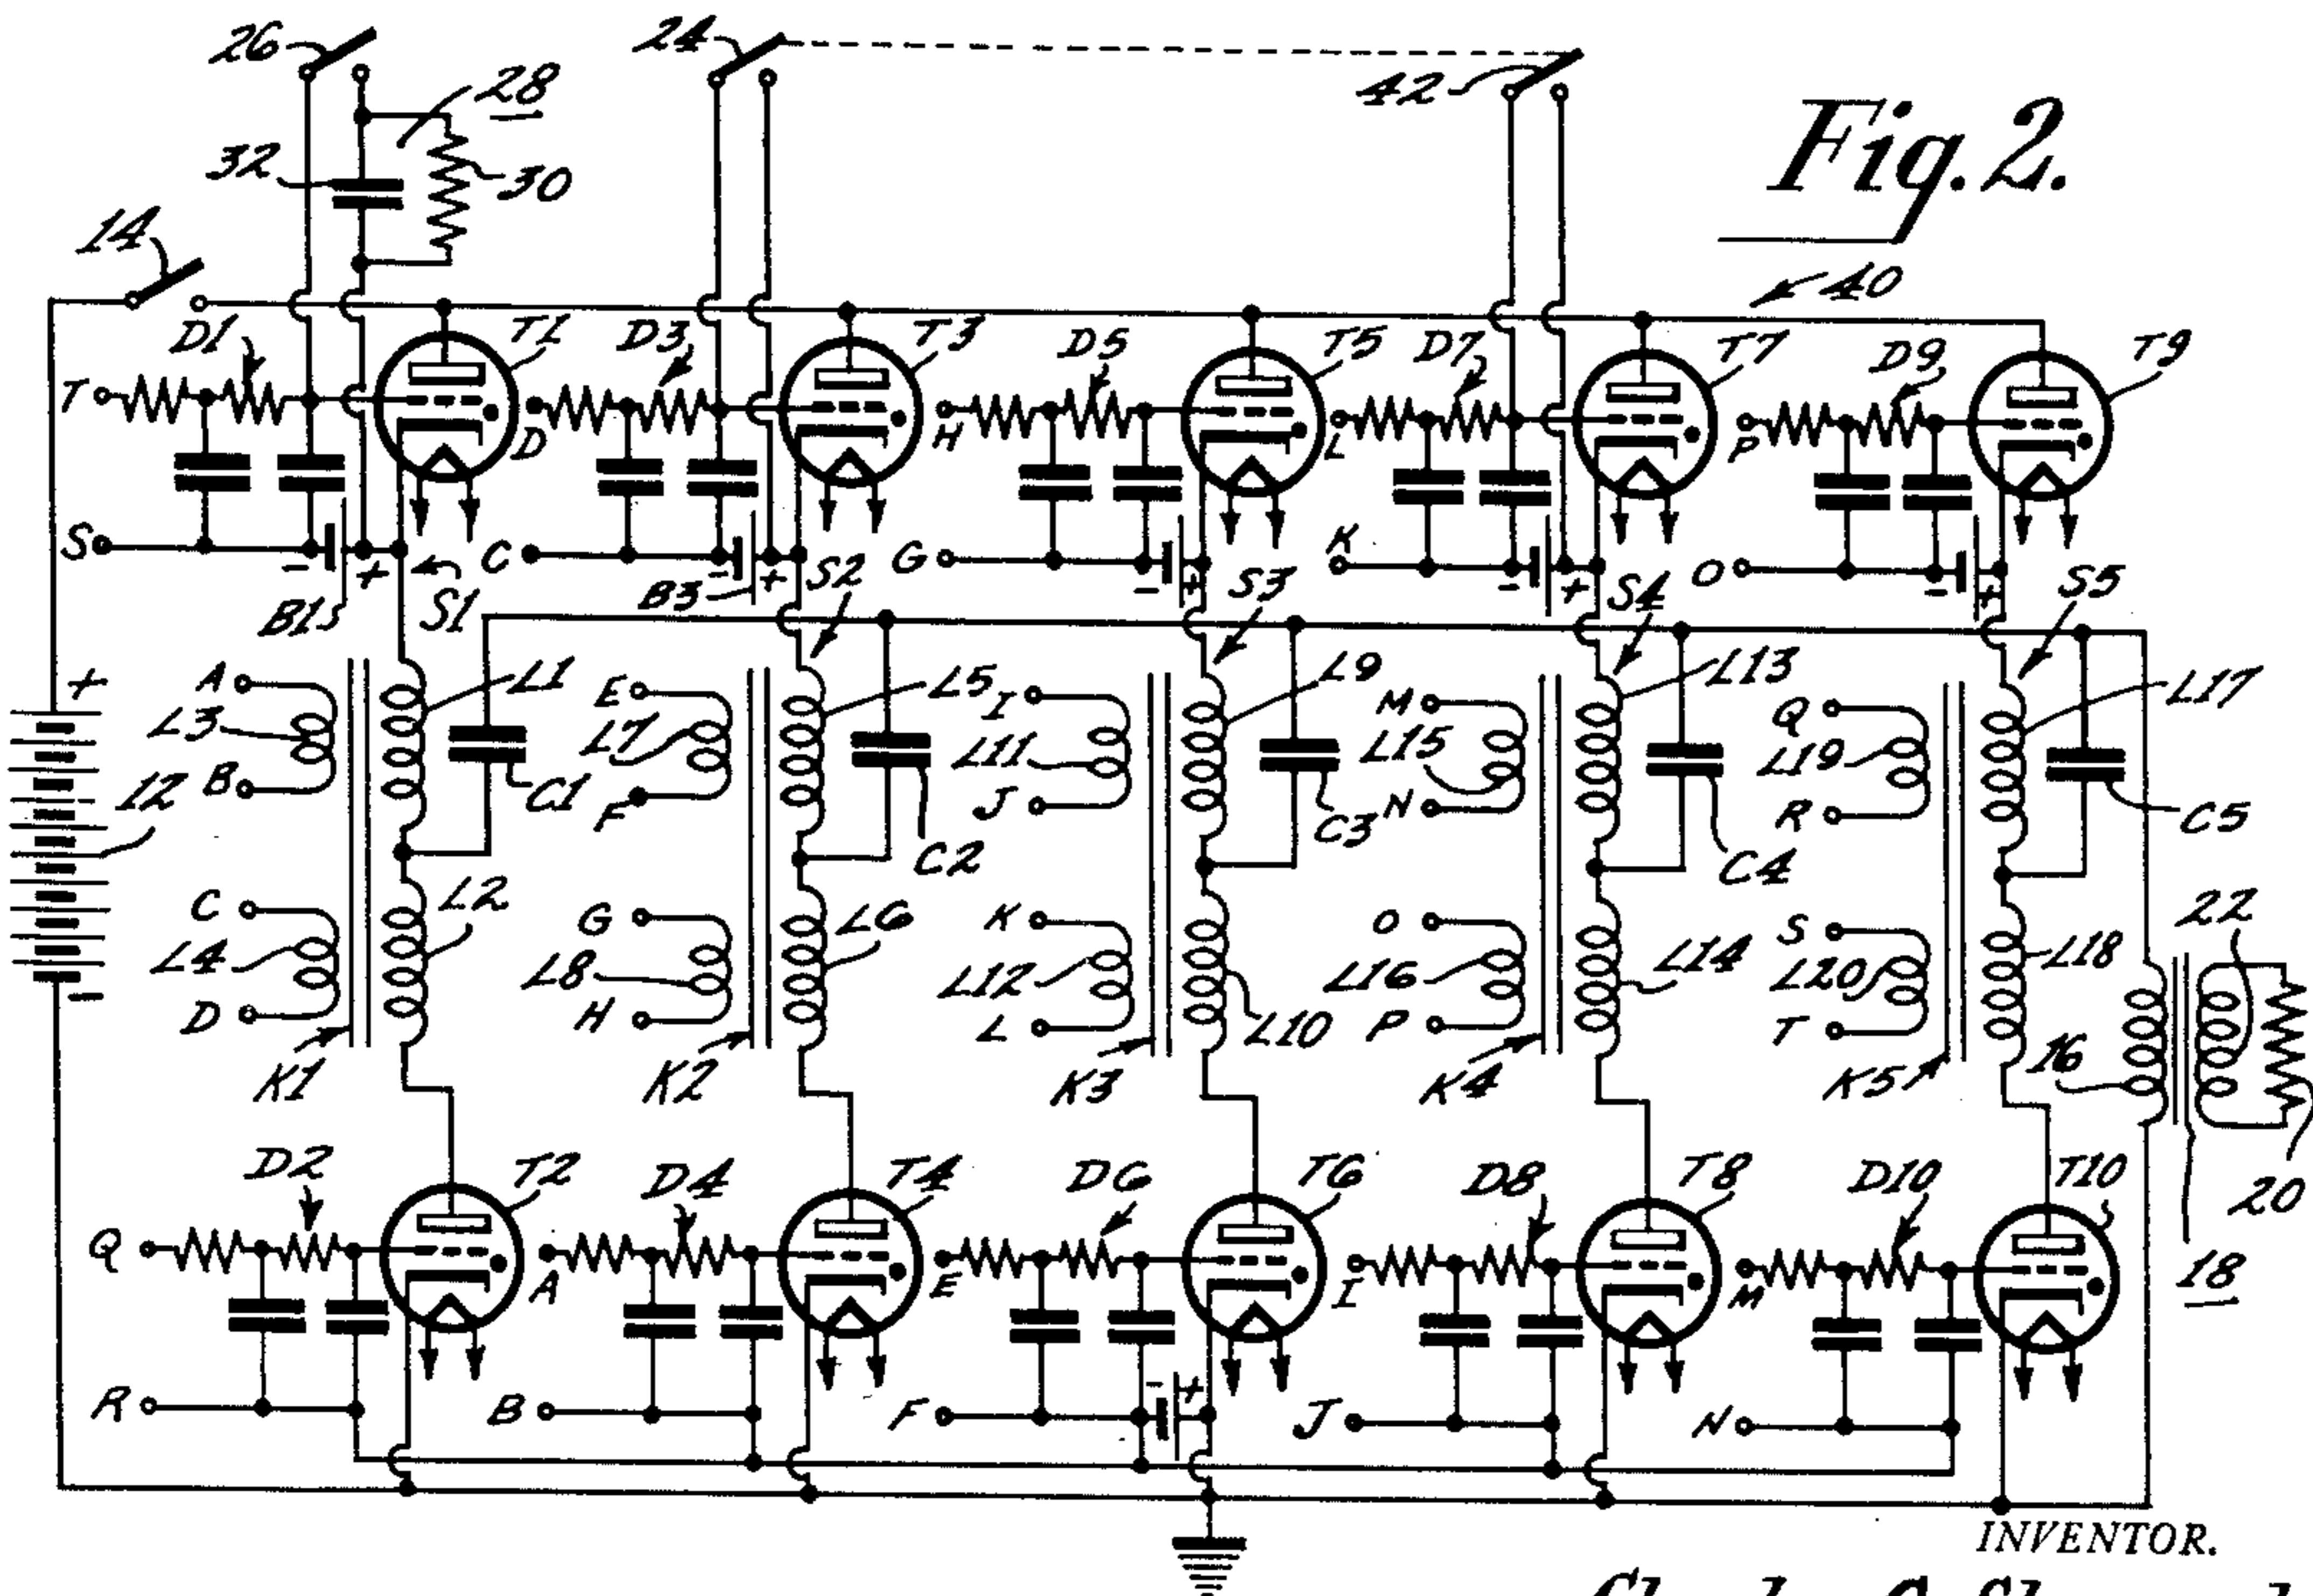 26
24
42
Fig. 2.
28
32
30
14
40
D1
T1
D3
T3
D5
T5
D7
T7
D9
T9
T
D
H
L
P
S
C
G
K
O
- +
- +
- +
- +
- +
B1
S1
B3
S2
S3
S4
S5
+
A
L3
B
L1
C1
E
L7
F
L5
C2
I
L11
J
L9
C3
M
L15
N
L13
C4
Q
L19
R
L17
C5
12
-
C
L4
D
L2
K1
G
L8
H
L6
K2
K
L12
L
L10
K3
O
L16
P
L14
K4
S
L20
T
L18
K5
16
22
20
18
D2
T2
D4
T4
D6
T6
D8
T8
D10
T10
Q
A
E
I
M
R
B
F
- +
J
N
INVENTOR.